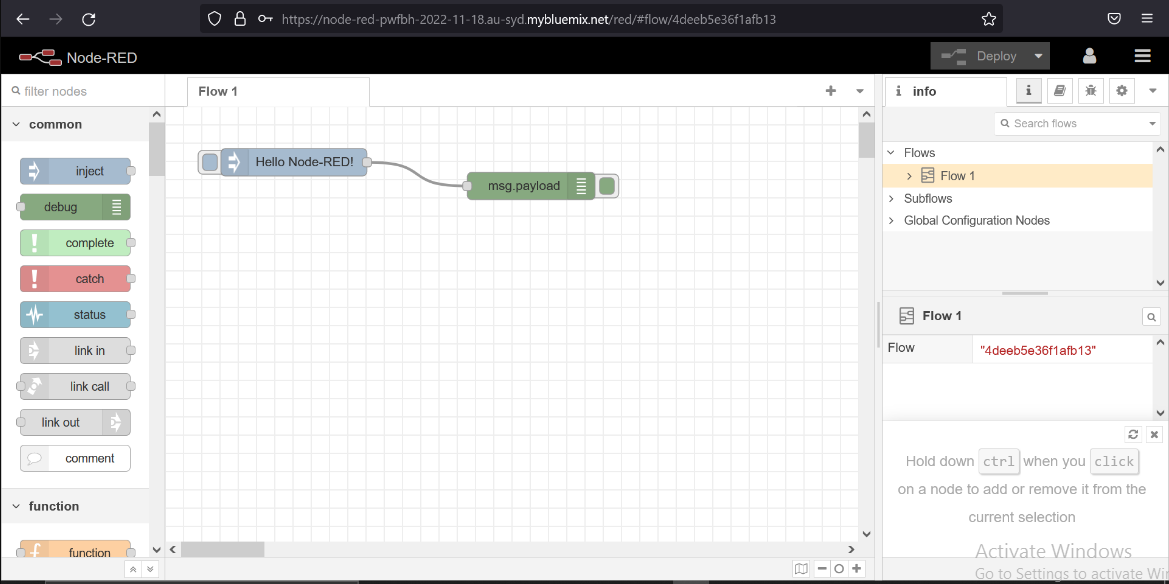 https://node-red-pwfbh-2022-11-18.au-syd.mybluemix.net/red/#flow/4deeb5e36f1afb13
Node-RED
Deploy
filter nodes
Flow 1
i info
i
Search flows
common
inject
debug
complete
catch
status
link in
link call
link out
comment
function
function
Hello Node-RED!
msg.payload
Flows
Flow 1
Subflows
Global Configuration Nodes
Flow 1
Flow "4deeb5e36f1afb13"
Hold down ctrl when you click
on a node to add or remove it from the
current selection
Activate Windows
Go to Settings to activate Wi